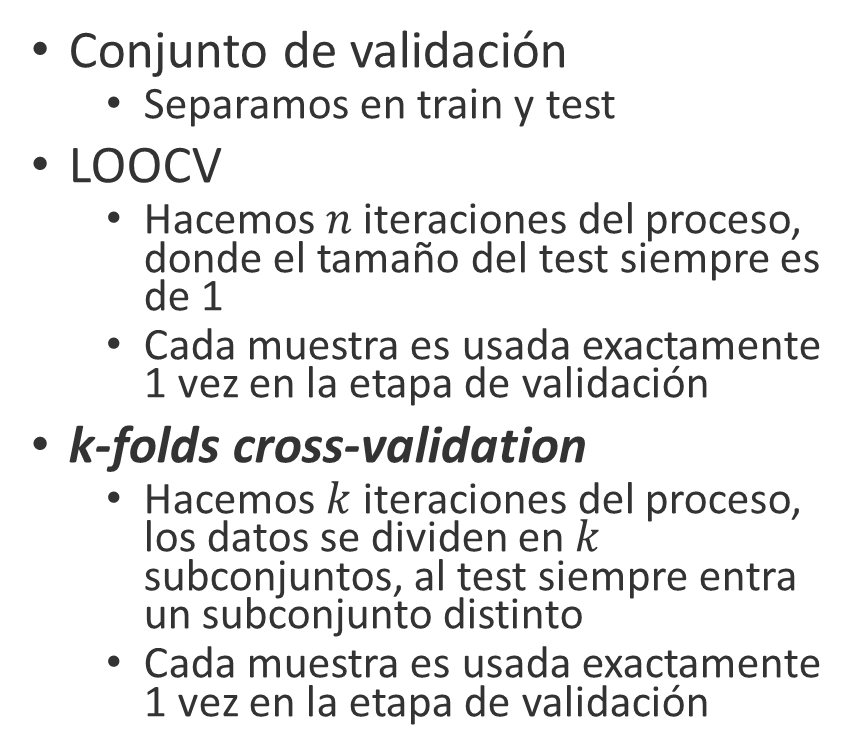 • Conjunto de validación
• Separamos en train y test
• LOOCV
• Hacemos n iteraciones del proceso,
donde el tamaño del test siempre es
de 1
• Cada muestra es usada exactamente
1 vez en la etapa de validación
• k-folds cross-validation
• Hacemos k iteraciones del proceso,
los datos se dividen en k
subconjuntos, al test siempre entra
un subconjunto distinto
• Cada muestra es usada exactamente
1 vez en la etapa de validación